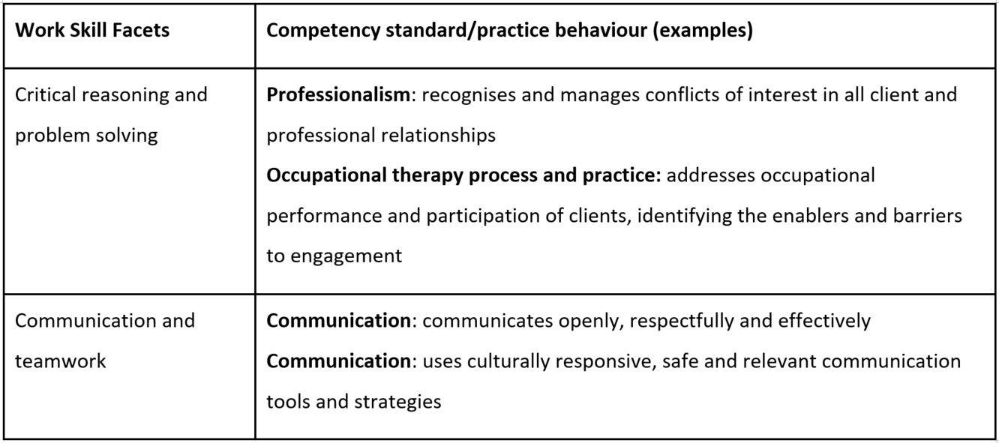 Work Skill Facets
Competency standard/practice behaviour (examples)
Critical reasoning and
problem solving
Professionalism: recognises and manages conflicts of interest in all client and
professional relationships
Occupational therapy process and practice: addresses occupational
performance and participation of clients, identifying the enablers and barriers
to engagement
Communication and
teamwork
Communication: communicates openly, respectfully and effectively
Communication: uses culturally responsive, safe and relevant communication
tools and strategies